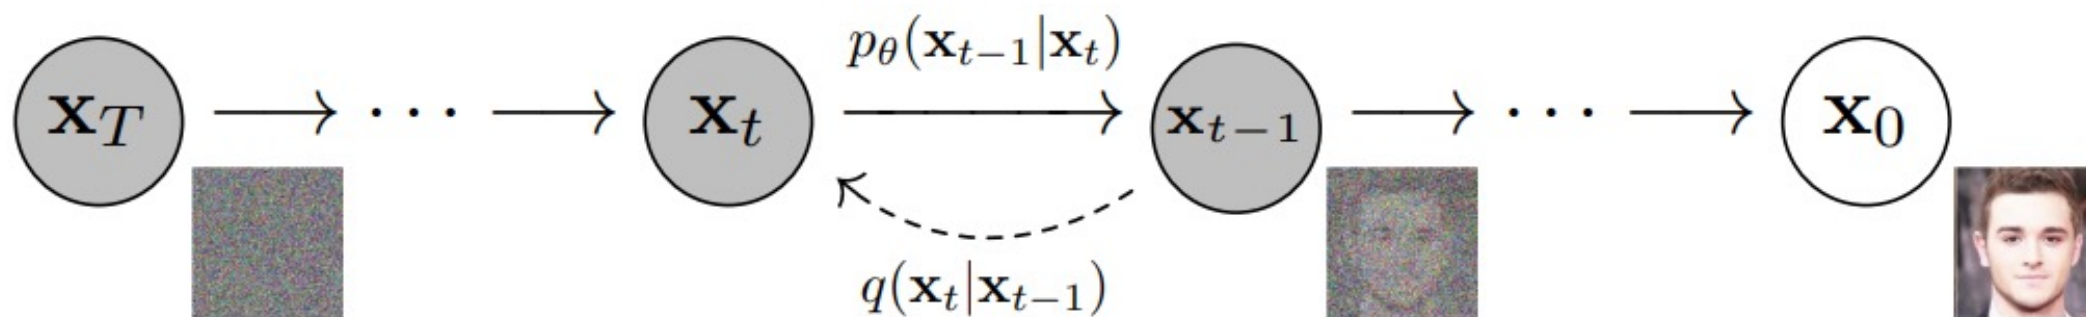 p_θ(x_{t−1}|x_t)
x_T → ⋯ → x_t → x_{t−1} → ⋯ → x_0
q(x_t|x_{t−1})